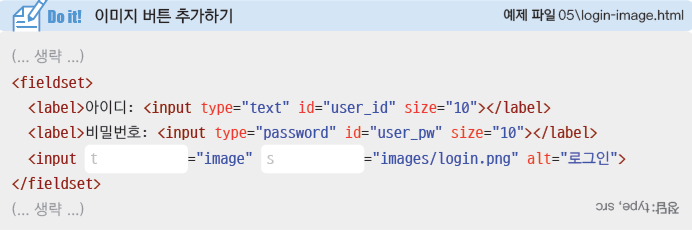 Do it! 이미지 버튼 추가하기 예제 파일 05\login-image.html
(... 생략 ...)
<fieldset>
<label>아이디: <input type="text" id="user_id" size="10"></label>
<label>비밀번호: <input type="password" id="user_pw" size="10"></label>
<input t ="image" s ="images/login.png" alt="로그인">
</fieldset>
(... 생략 ...) 정답: type, src